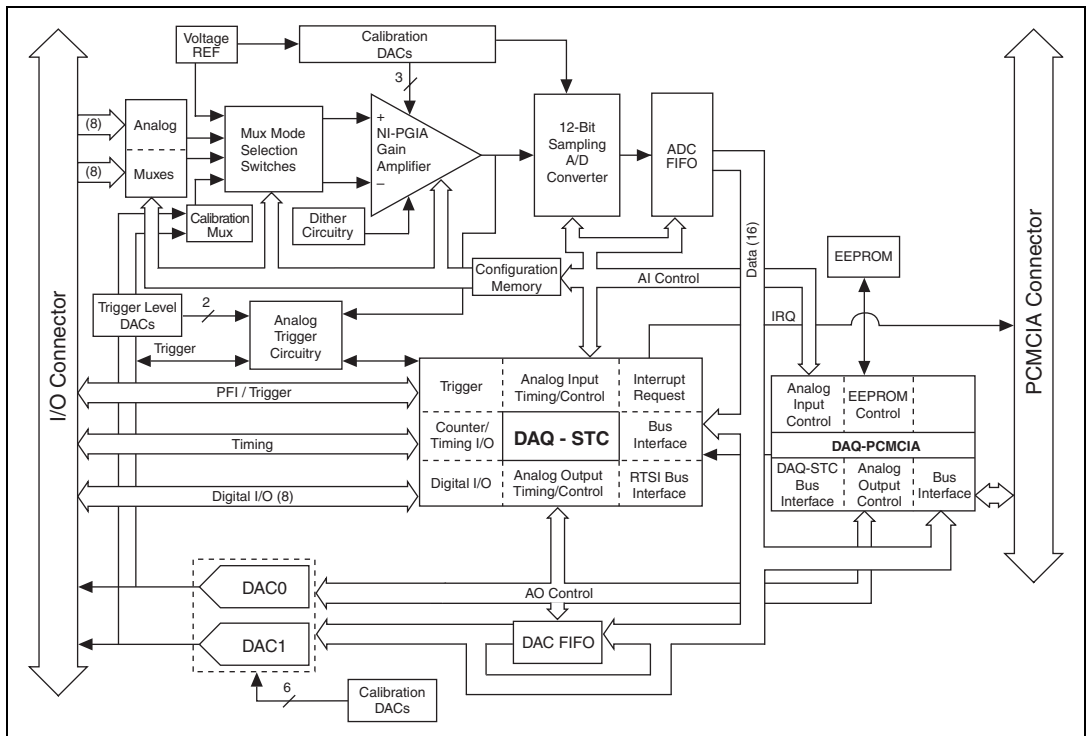 Voltage
REF
Calibration
DACs
3
(8)
Analog
(8)
Muxes
Mux Mode
Selection
Switches
+
NI-PGIA
Gain
Amplifier
–
12-Bit
Sampling
A/D
Converter
ADC
FIFO
Calibration
Mux
Dither
Circuitry
Configuration
Memory
AI Control
Data (16)
EEPROM
IRQ
Trigger Level
DACs
2
Analog
Trigger
Circuitry
Trigger
I/O Connector
PCMCIA Connector
PFI / Trigger
Timing
Digital I/O (8)
Trigger
Analog Input
Timing/Control
Interrupt
Request
Counter/
Timing I/O
DAQ - STC
Bus
Interface
Digital I/O
Analog Output
Timing/Control
RTSI Bus
Interface
Analog
Input
Control
EEPROM
Control
DAQ-PCMCIA
DAQ-STC
Bus
Interface
Analog
Output
Control
Bus
Interface
DAC0
AO Control
DAC1
DAC FIFO
6
Calibration
DACs